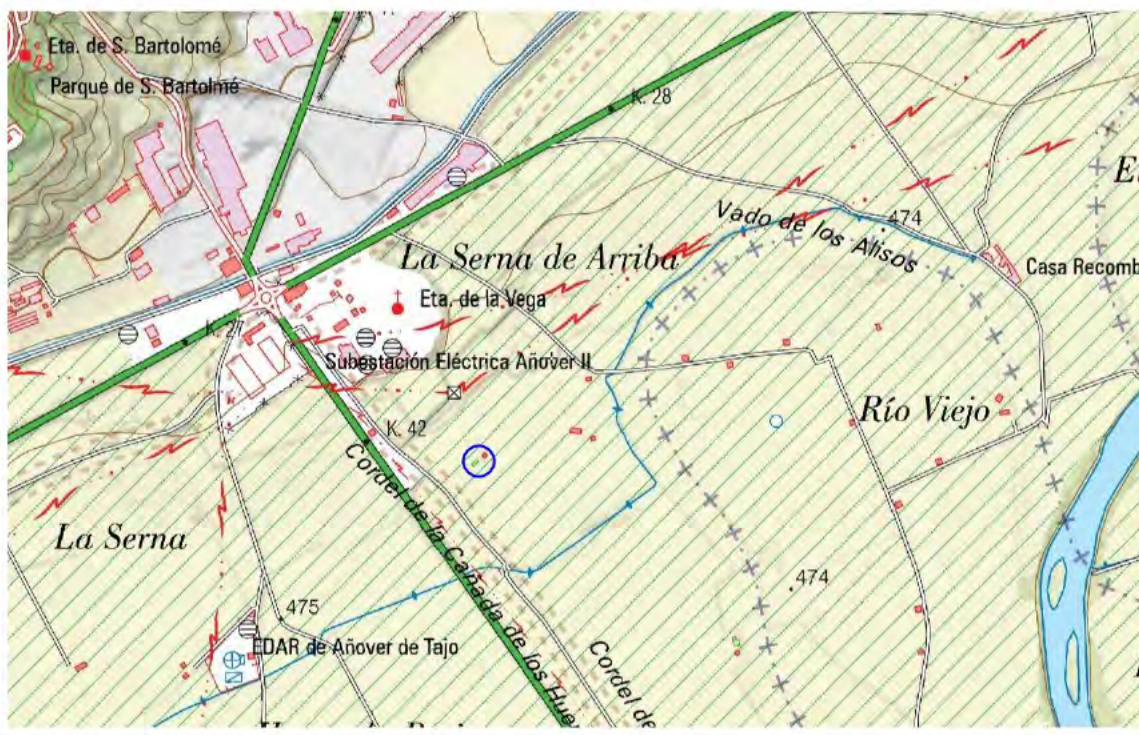 Eta. de S. Bartolomé
Parque de S. Bartolmé
K. 28
474
Vado de los Alisos
La Serna de Arriba
Casa Recomb
Eta. de la Vega
K. 27
Subestación Eléctrica Añover II
Río Viejo
K. 42
Cordel de la Cañada de los Hue
La Serna
474
475
EDAR de Añover de Tajo
Cordel de